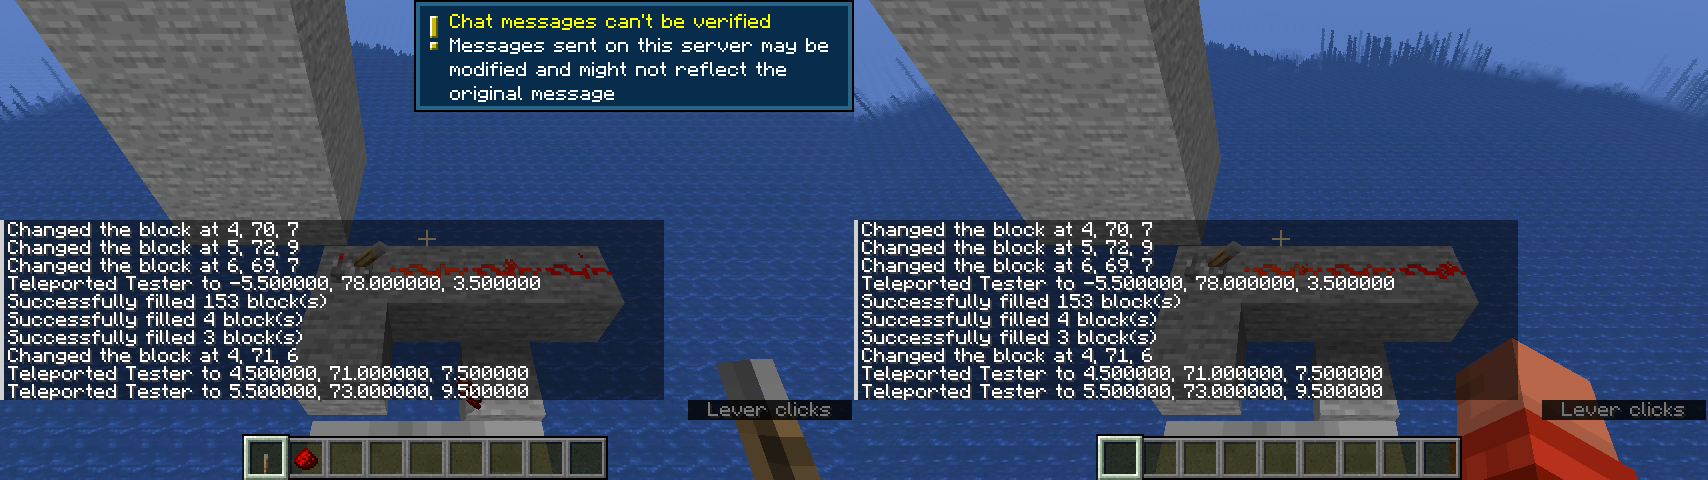 Chat messages can't be verified
Messages sent on this server may be
modified and might not reflect the
original message
Changed the block at 4, 70, 7
Changed the block at 5, 72, 9
Changed the block at 6, 69, 7
Teleported Tester to -5.500000, 78.000000, 3.500000
Successfully filled 153 block(s)
Successfully filled 4 block(s)
Successfully filled 3 block(s)
Changed the block at 4, 71, 6
Teleported Tester to 4.500000, 71.000000, 7.500000
Teleported Tester to 5.500000, 73.000000, 9.500000
Lever clicks
Changed the block at 4, 70, 7
Changed the block at 5, 72, 9
Changed the block at 6, 69, 7
Teleported Tester to -5.500000, 78.000000, 3.500000
Successfully filled 153 block(s)
Successfully filled 4 block(s)
Successfully filled 3 block(s)
Changed the block at 4, 71, 6
Teleported Tester to 4.500000, 71.000000, 7.500000
Teleported Tester to 5.500000, 73.000000, 9.500000
Lever clicks